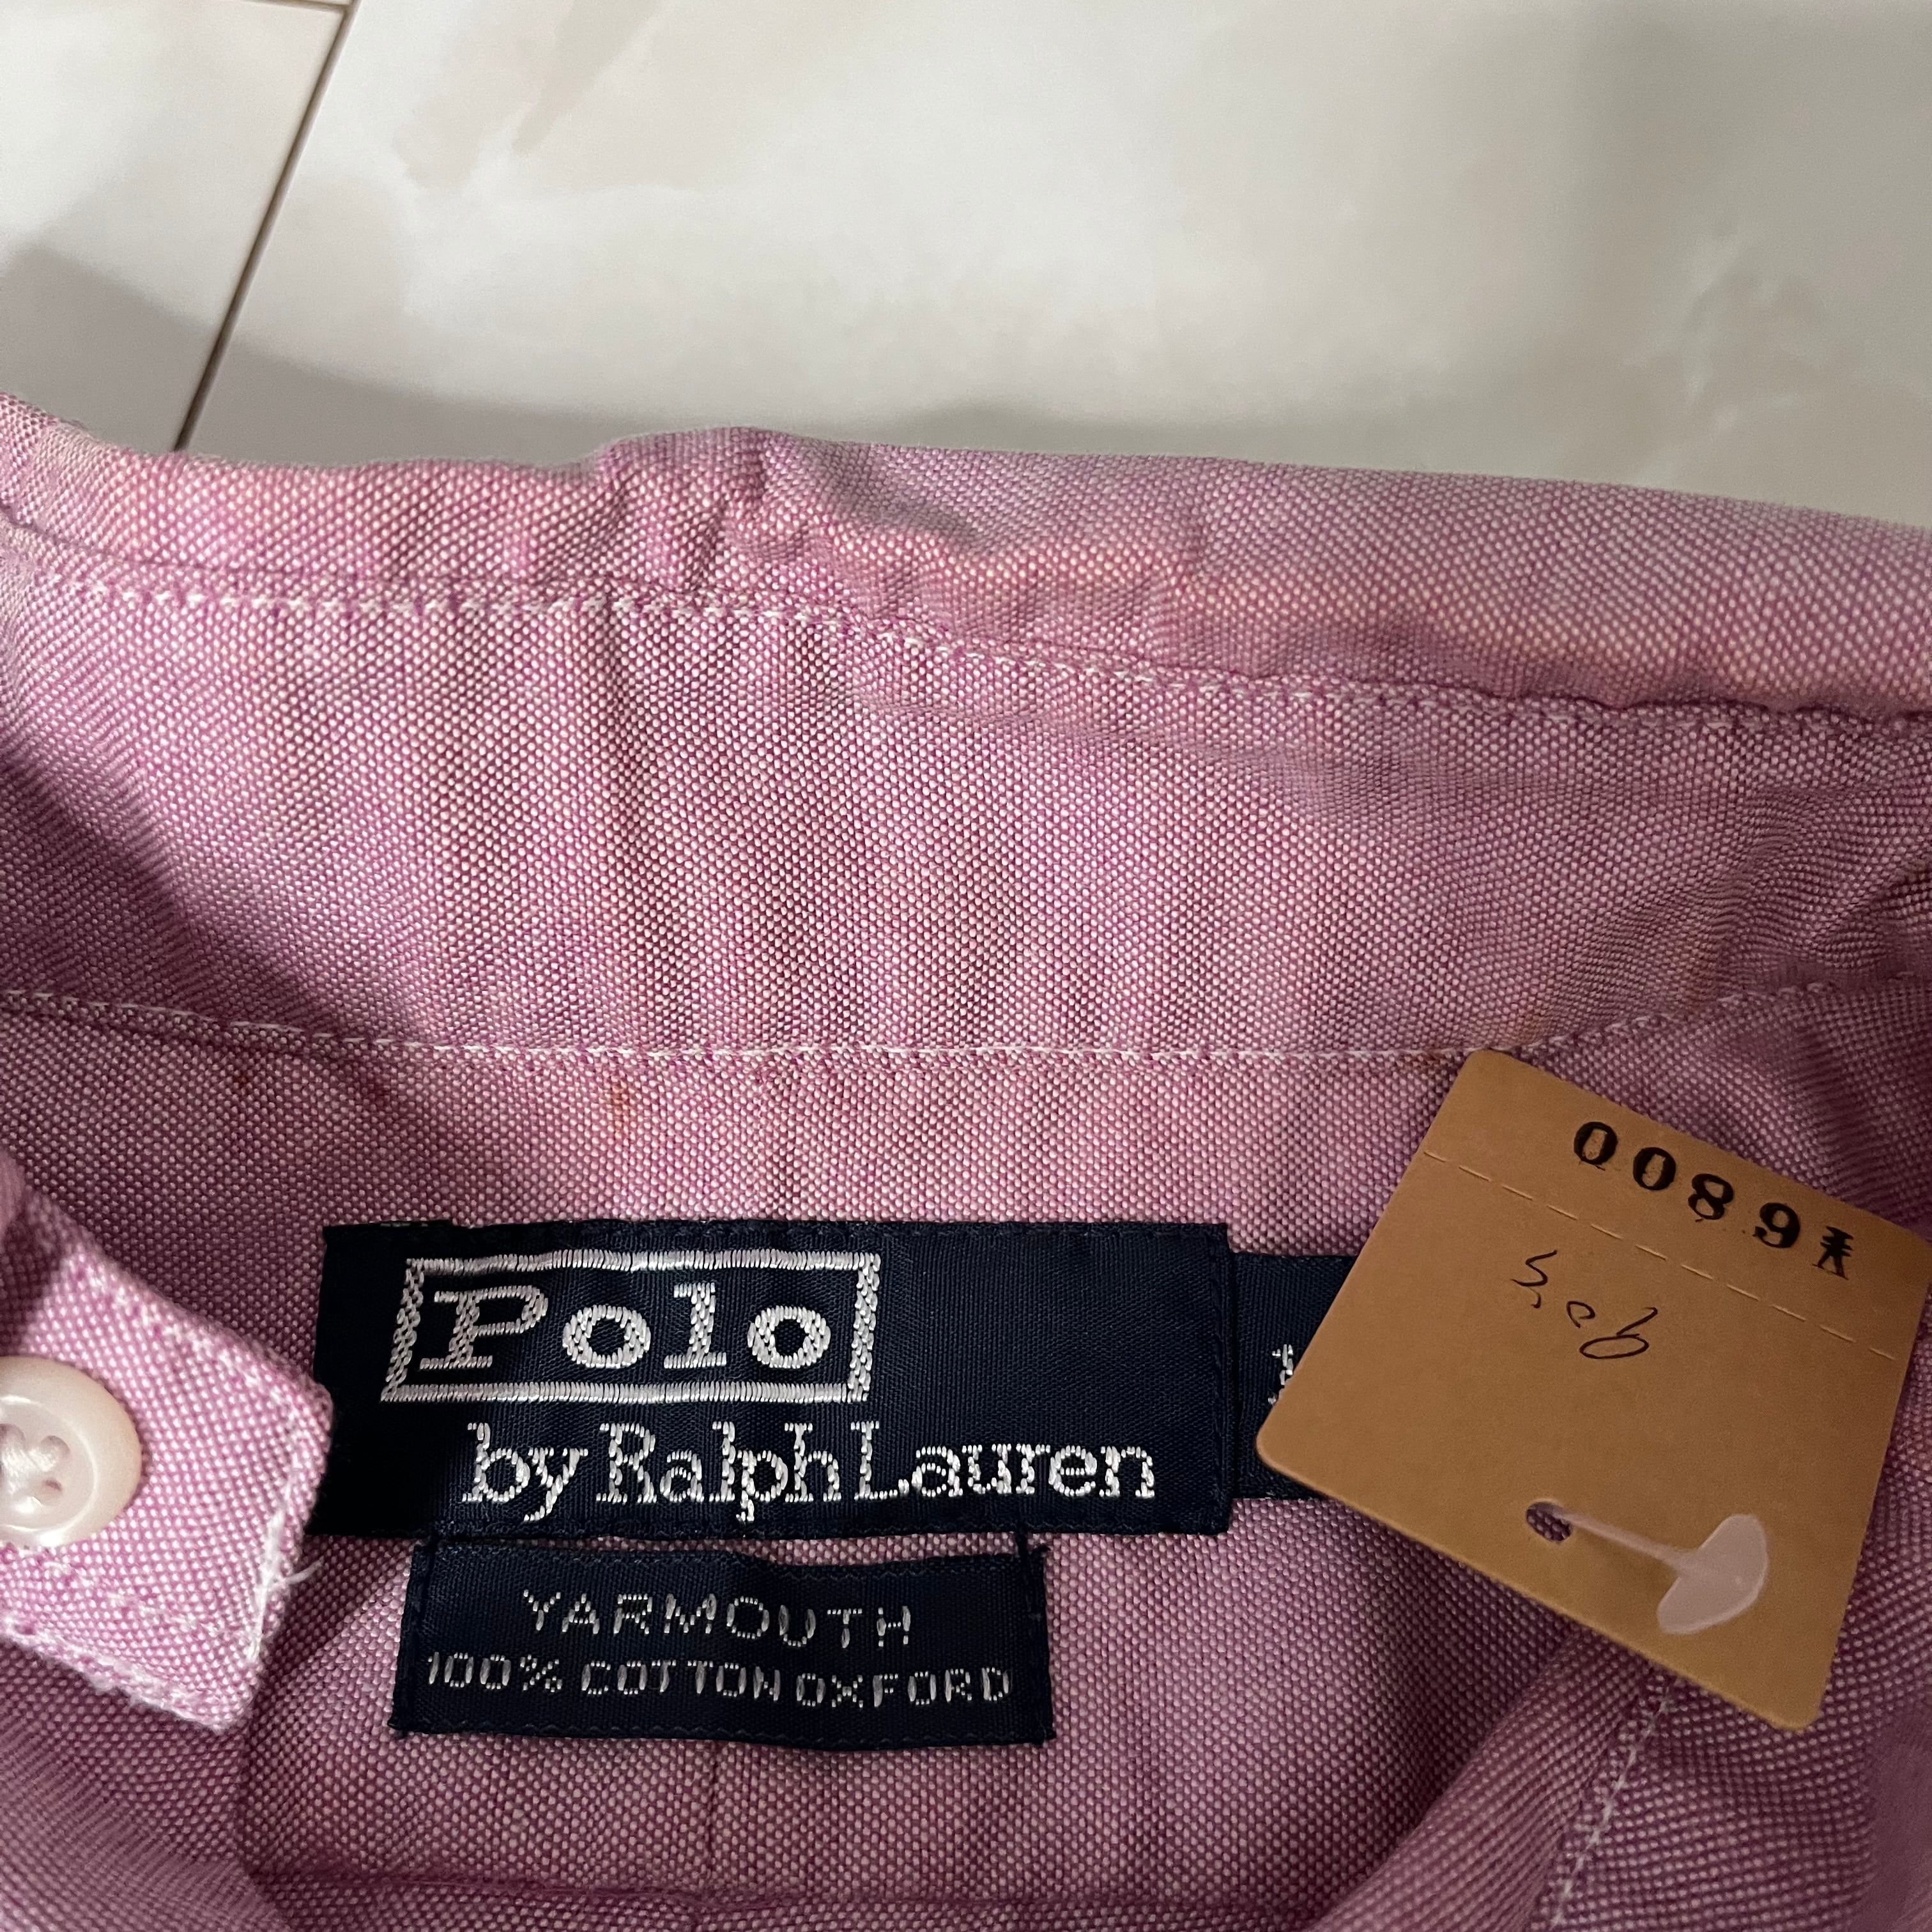 Polo
by Ralph Lauren
YARMOUTH
100% COTTON OXFORD
¥6800